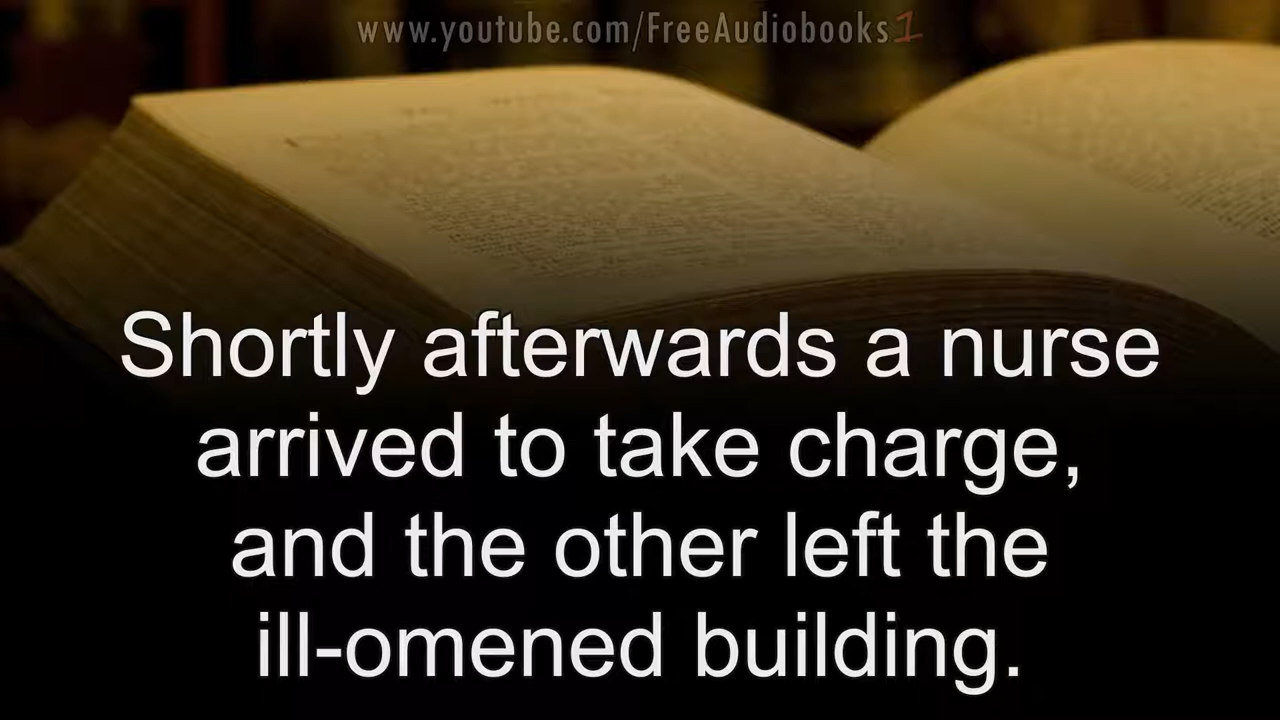 www.youtube.com/FreeAudiobooks1
Shortly afterwards a nurse
arrived to take charge,
and the other left the
ill-omened building.